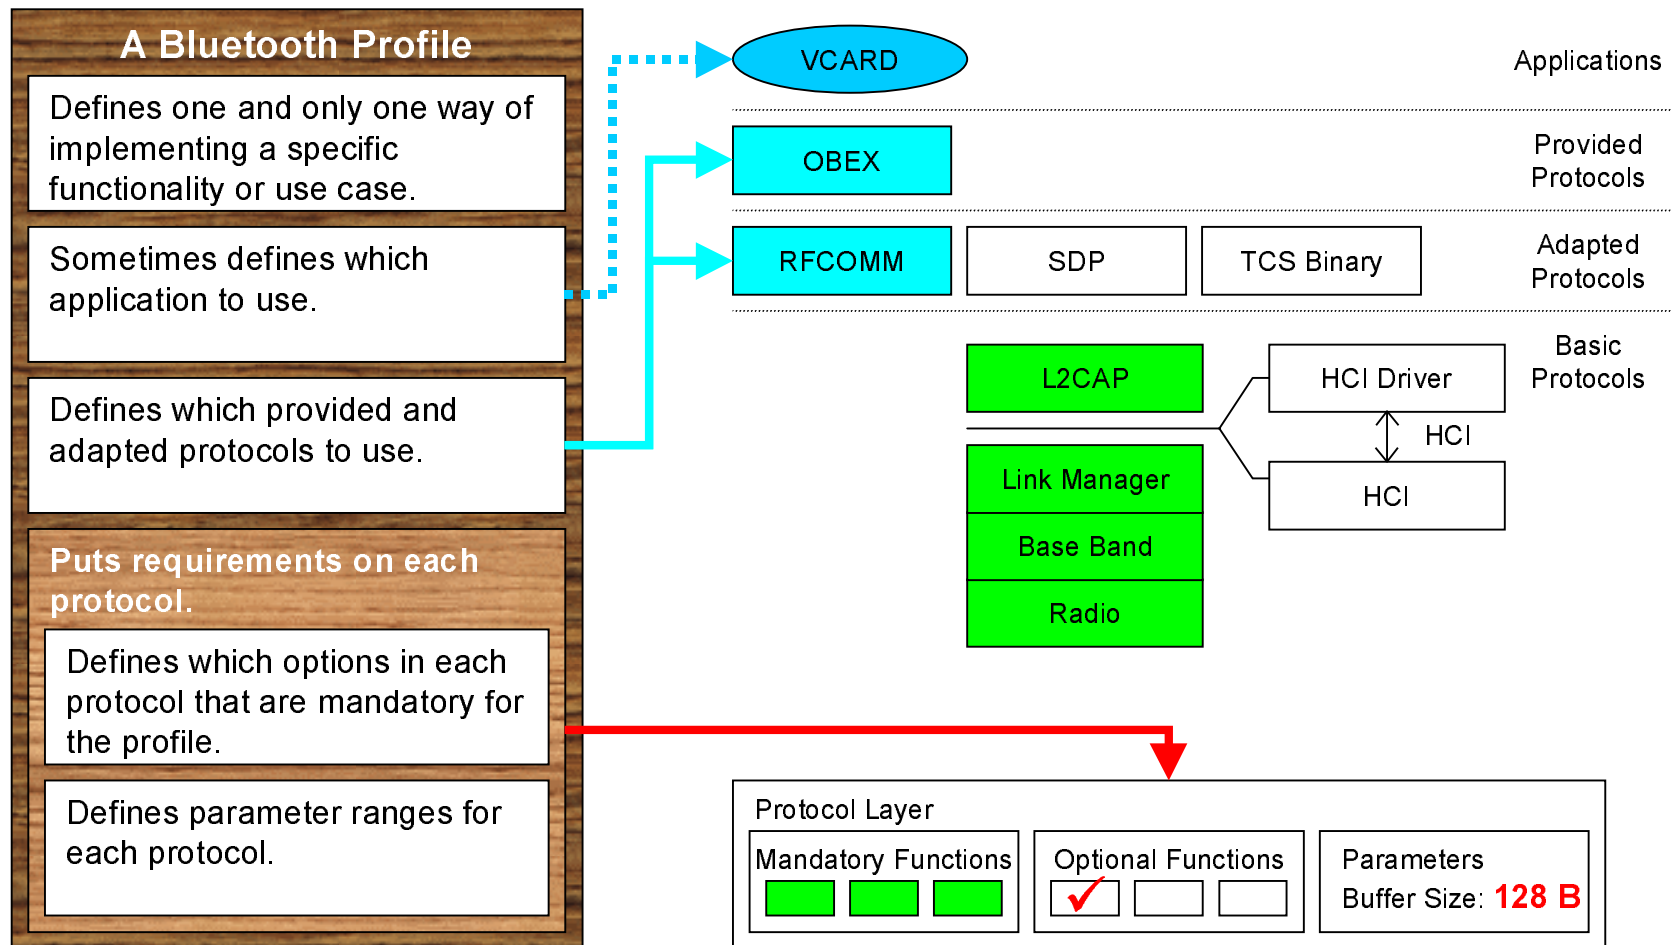 A Bluetooth Profile
Defines one and only one way of
implementing a specific
functionality or use case.
Sometimes defines which
application to use.
Defines which provided and
adapted protocols to use.
Puts requirements on each
protocol.
Defines which options in each
protocol that are mandatory for
the profile.
Defines parameter ranges for
each protocol.
VCARD
Applications
OBEX
Provided
Protocols
RFCOMM
SDP
TCS Binary
Adapted
Protocols
Basic
Protocols
L2CAP
HCI Driver
HCI
Link Manager
HCI
Base Band
Radio
Protocol Layer
Mandatory Functions
Optional Functions
Parameters
Buffer Size: 128 B